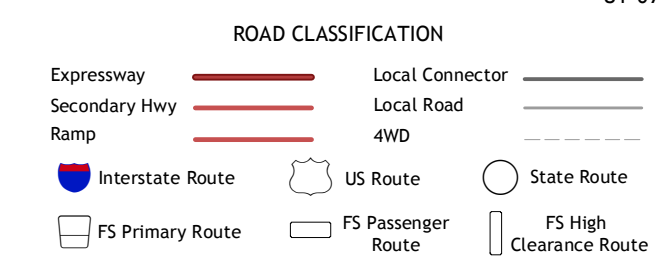 ROAD CLASSIFICATION
Expressway
Local Connector
Secondary Hwy
Local Road
Ramp
4WD
Interstate Route
US Route
State Route
FS Primary Route
FS Passenger
Route
FS High
Clearance Route